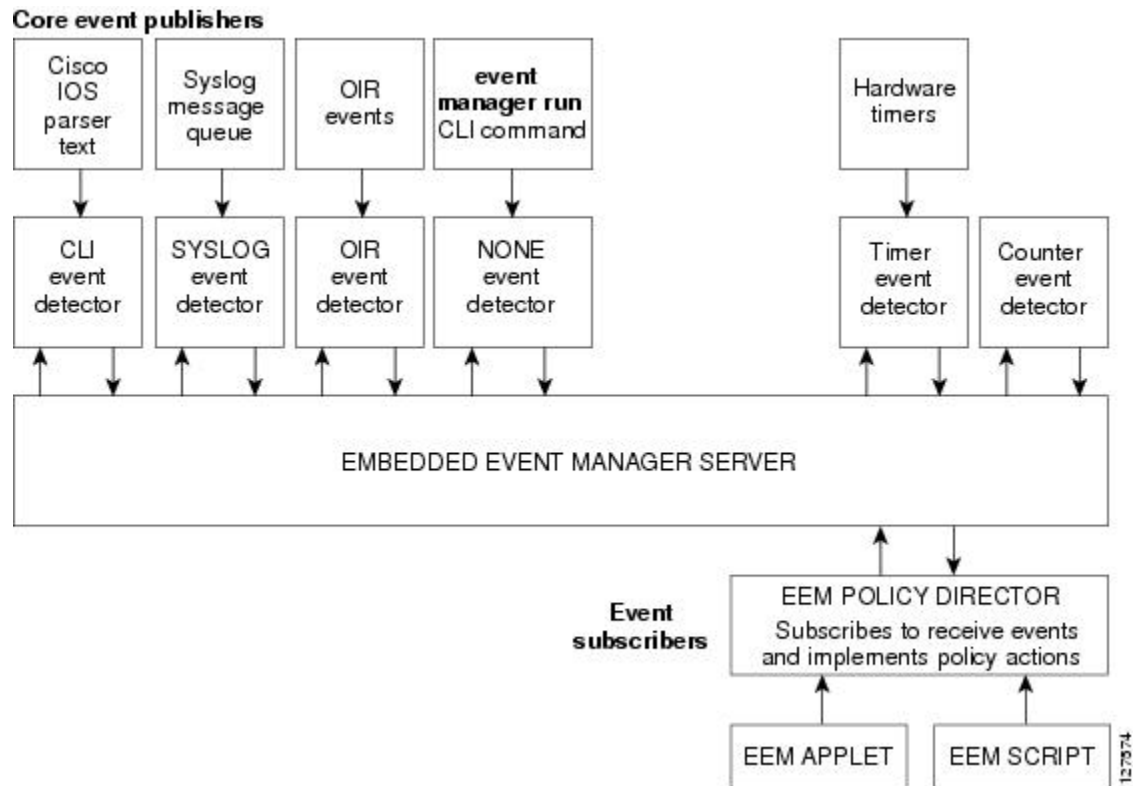 Core event publishers
Cisco
IOS
parser
text
Syslog
message
queue
OIR
events
event
manager run
CLI command
Hardware
timers
CLI
event
detector
SYSLOG
event
detector
OIR
event
detector
NONE
event
detector
Timer
event
detector
Counter
event
detector
EMBEDDED EVENT MANAGER SERVER
Event
subscribers
EEM POLICY DIRECTOR
Subscribes to receive events
and implements policy actions
EEM APPLET
EEM SCRIPT
127574